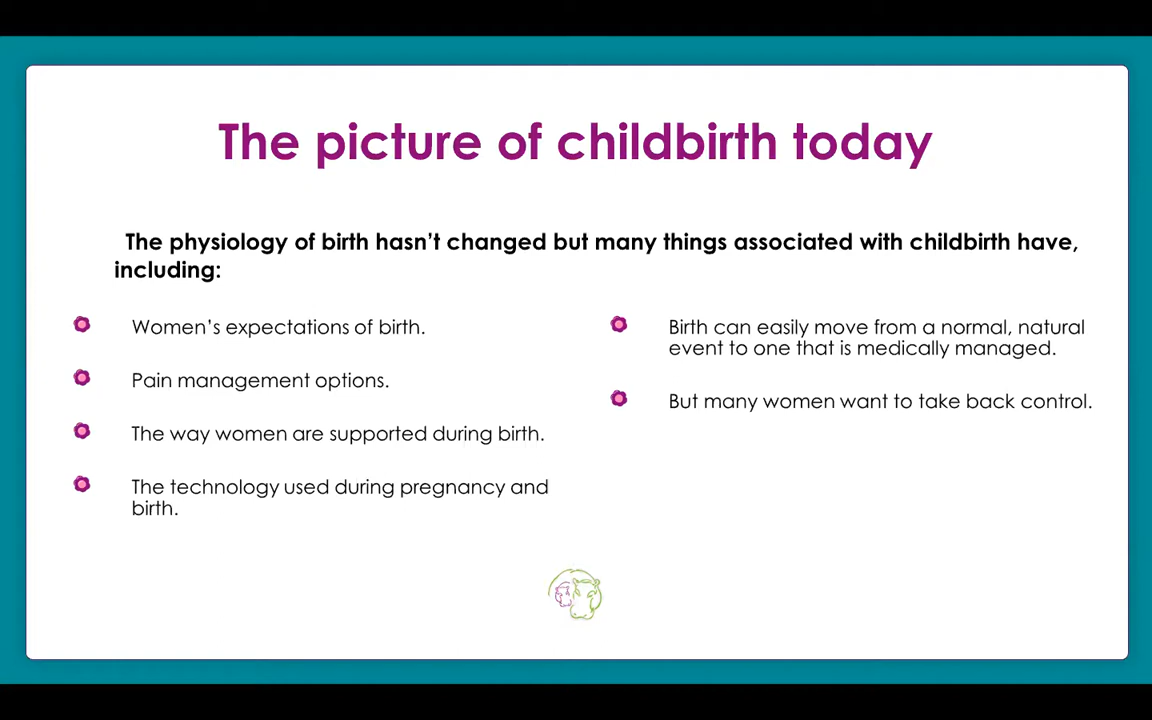 The picture of childbirth today
The physiology of birth hasn’t changed but many things associated with childbirth have,
including:
Women’s expectations of birth.
Pain management options.
The way women are supported during birth.
The technology used during pregnancy and
birth.
Birth can easily move from a normal, natural
event to one that is medically managed.
But many women want to take back control.